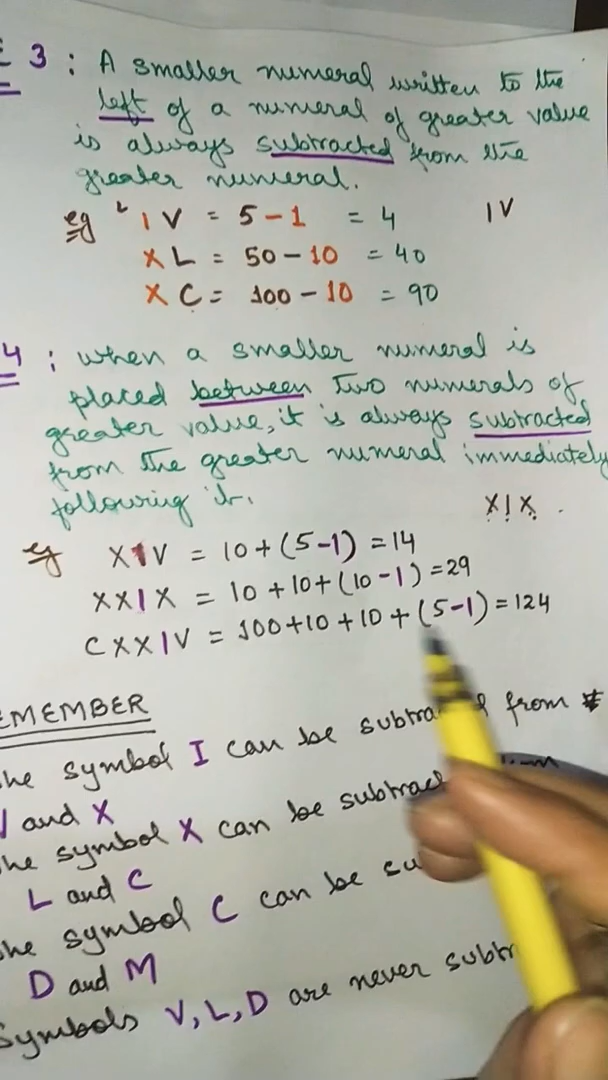 3 : A smaller numeral written to the
left of a numeral of greater value
is always subtracted from the
greater numeral.
eg IV = 5 - 1 = 4 IV
XL = 50 - 10 = 40
XC = 100 - 10 = 90
4 : when a smaller numeral is
placed between two numerals of
greater value, it is always subtracted
from the greater numeral immediately
following it.
XIX .
eg XIV = 10 + (5-1) = 14
XXIX = 10 + 10 + (10-1) = 29
CXXIV = 100 + 10 + 10 + (5-1) = 124
EMEMBER
he symbol I can be subtra d from
V and X
he symbol X can be subtrac
L and C
he symbol C can be su
D and M
Symbols V, L, D are never subtr